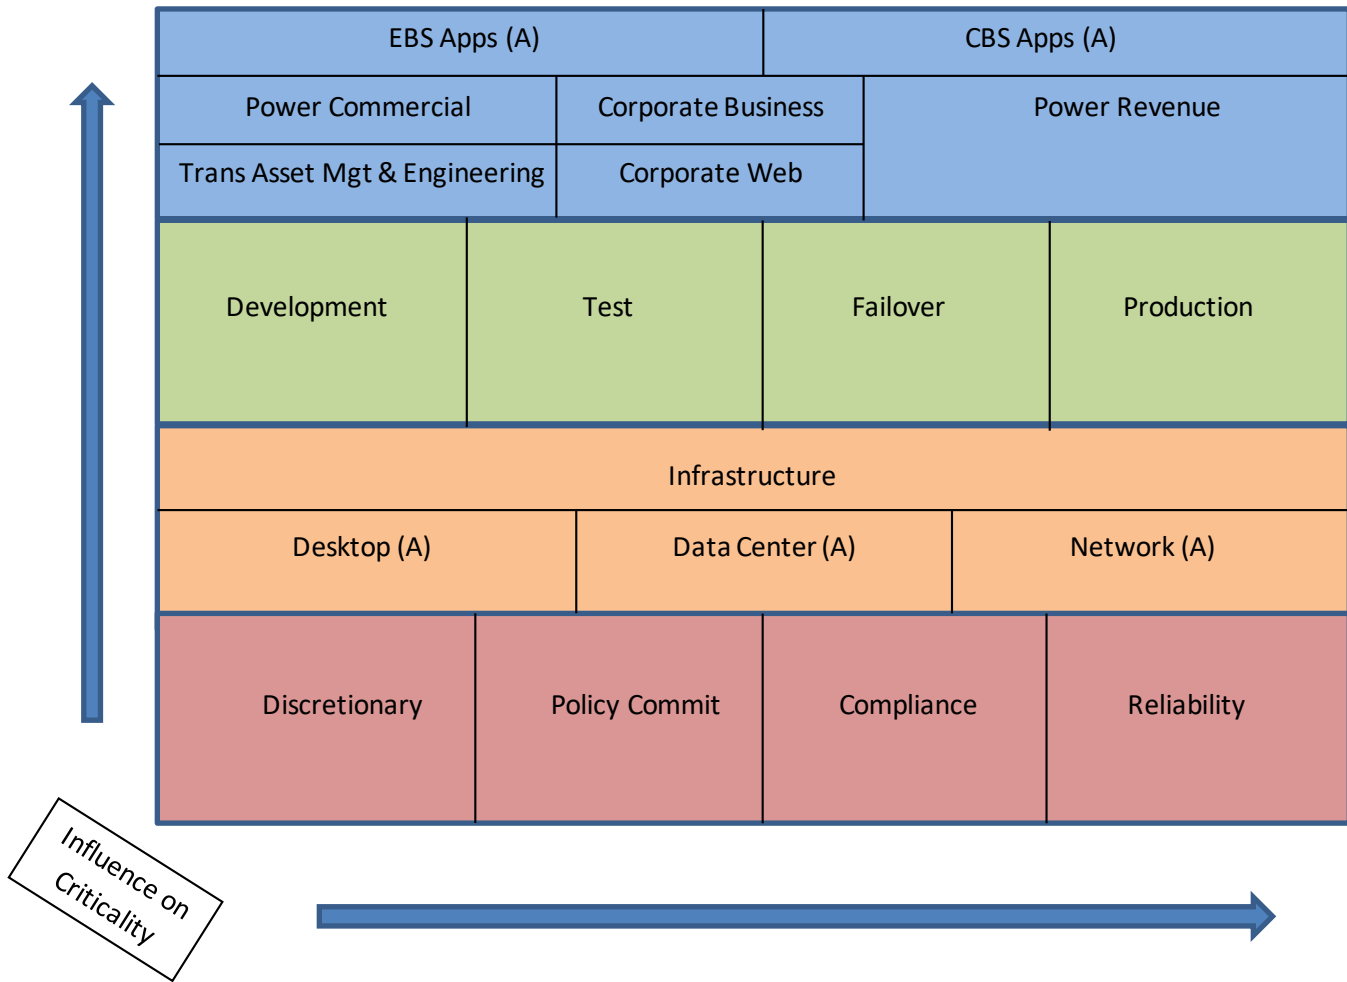 EBS Apps (A)
CBS Apps (A)
Power Commercial
Corporate Business
Power Revenue
Trans Asset Mgt & Engineering
Corporate Web
Development
Test
Failover
Production
Infrastructure
Desktop (A)
Data Center (A)
Network (A)
Discretionary
Policy Commit
Compliance
Reliability
Influence on
Criticality